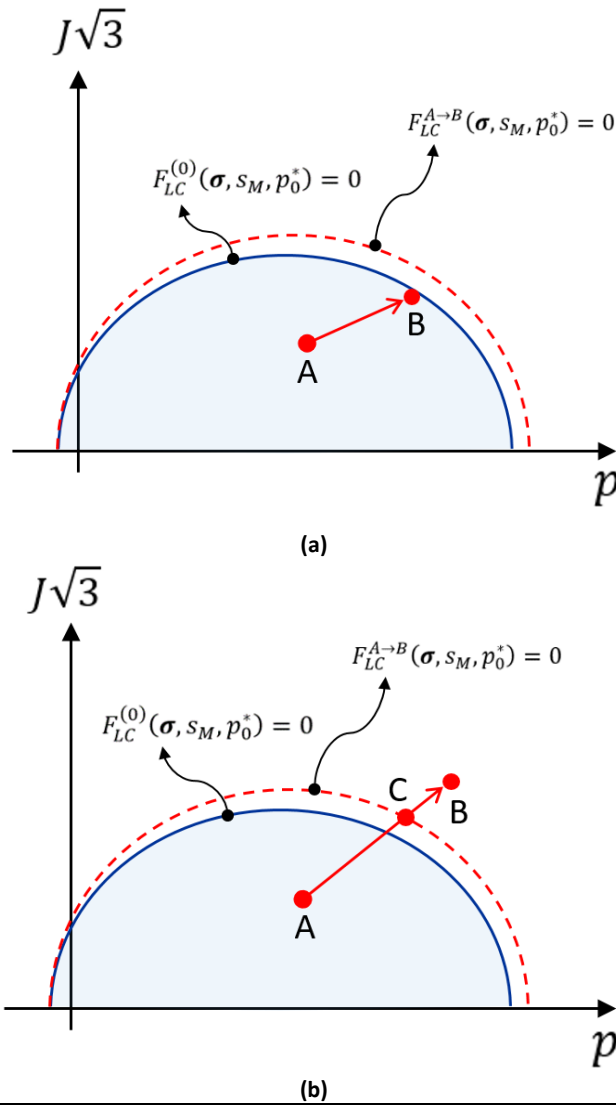 J√3
F_{LC}^{A→B}(σ, s_M, p_0^*) = 0
F_{LC}^{(0)}(σ, s_M, p_0^*) = 0
B
A
p
(a)
J√3
F_{LC}^{A→B}(σ, s_M, p_0^*) = 0
F_{LC}^{(0)}(σ, s_M, p_0^*) = 0
C
B
A
p
(b)